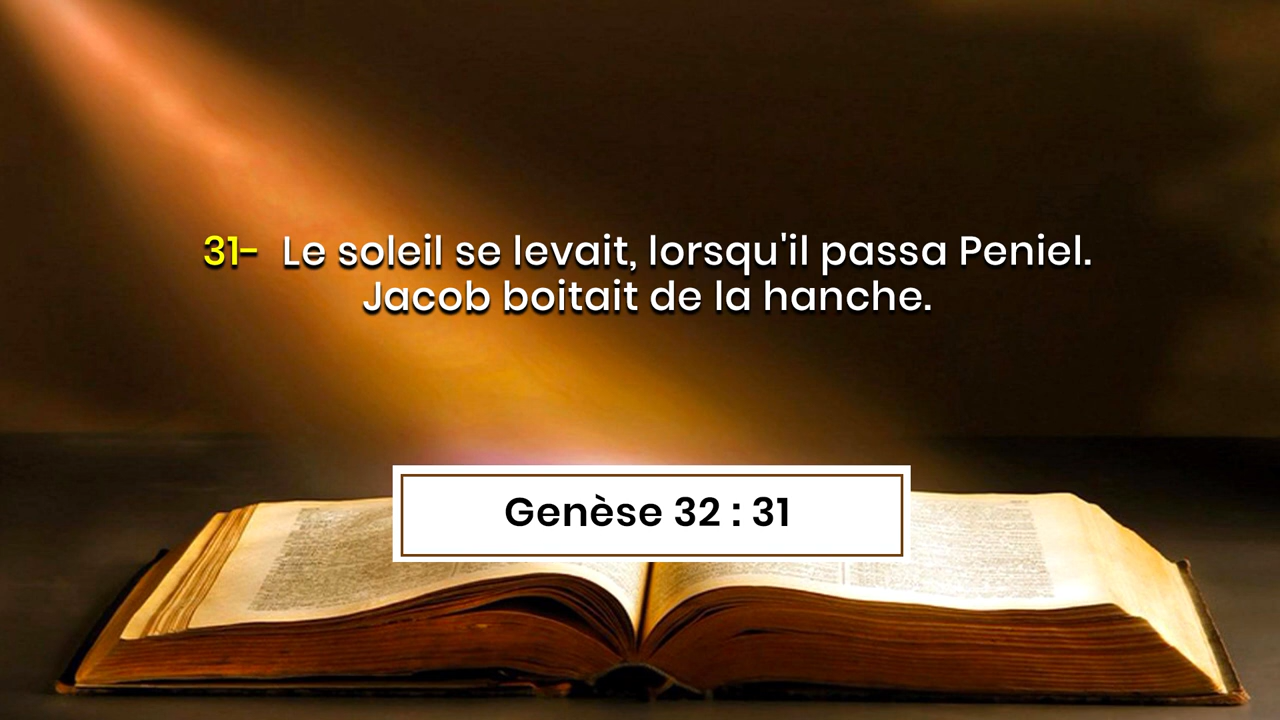 31- Le soleil se levait, lorsqu'il passa Peniel.
Jacob boitait de la hanche.
Genèse 32 : 31